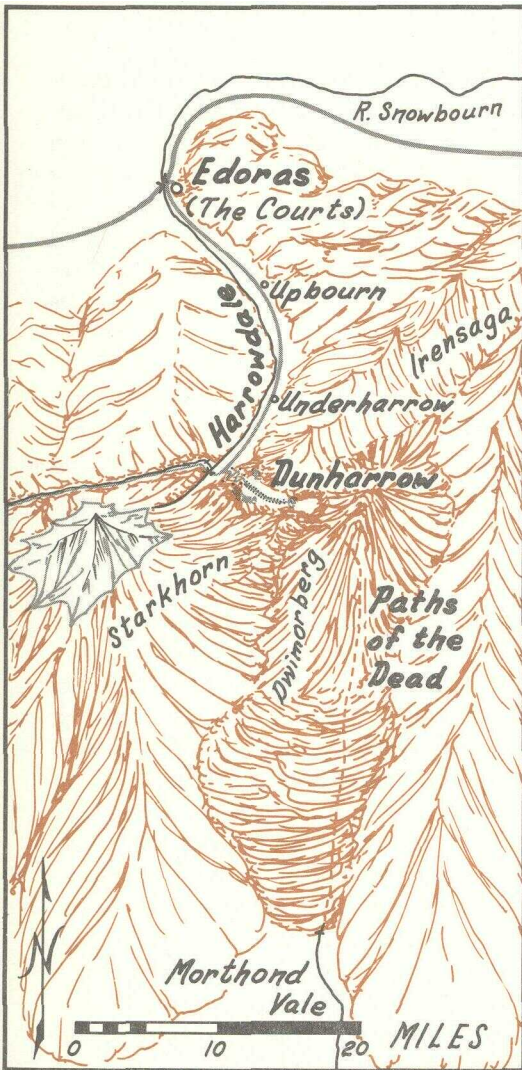 R. Snowbourn
Edoras
(The Courts)
Upbourn
Harrowdale
Irensaga
Underharrow
Dunharrow
Starkhorn
Dwimorberg
Paths
of the
Dead
N
Morthond
Vale
0 10 20 MILES